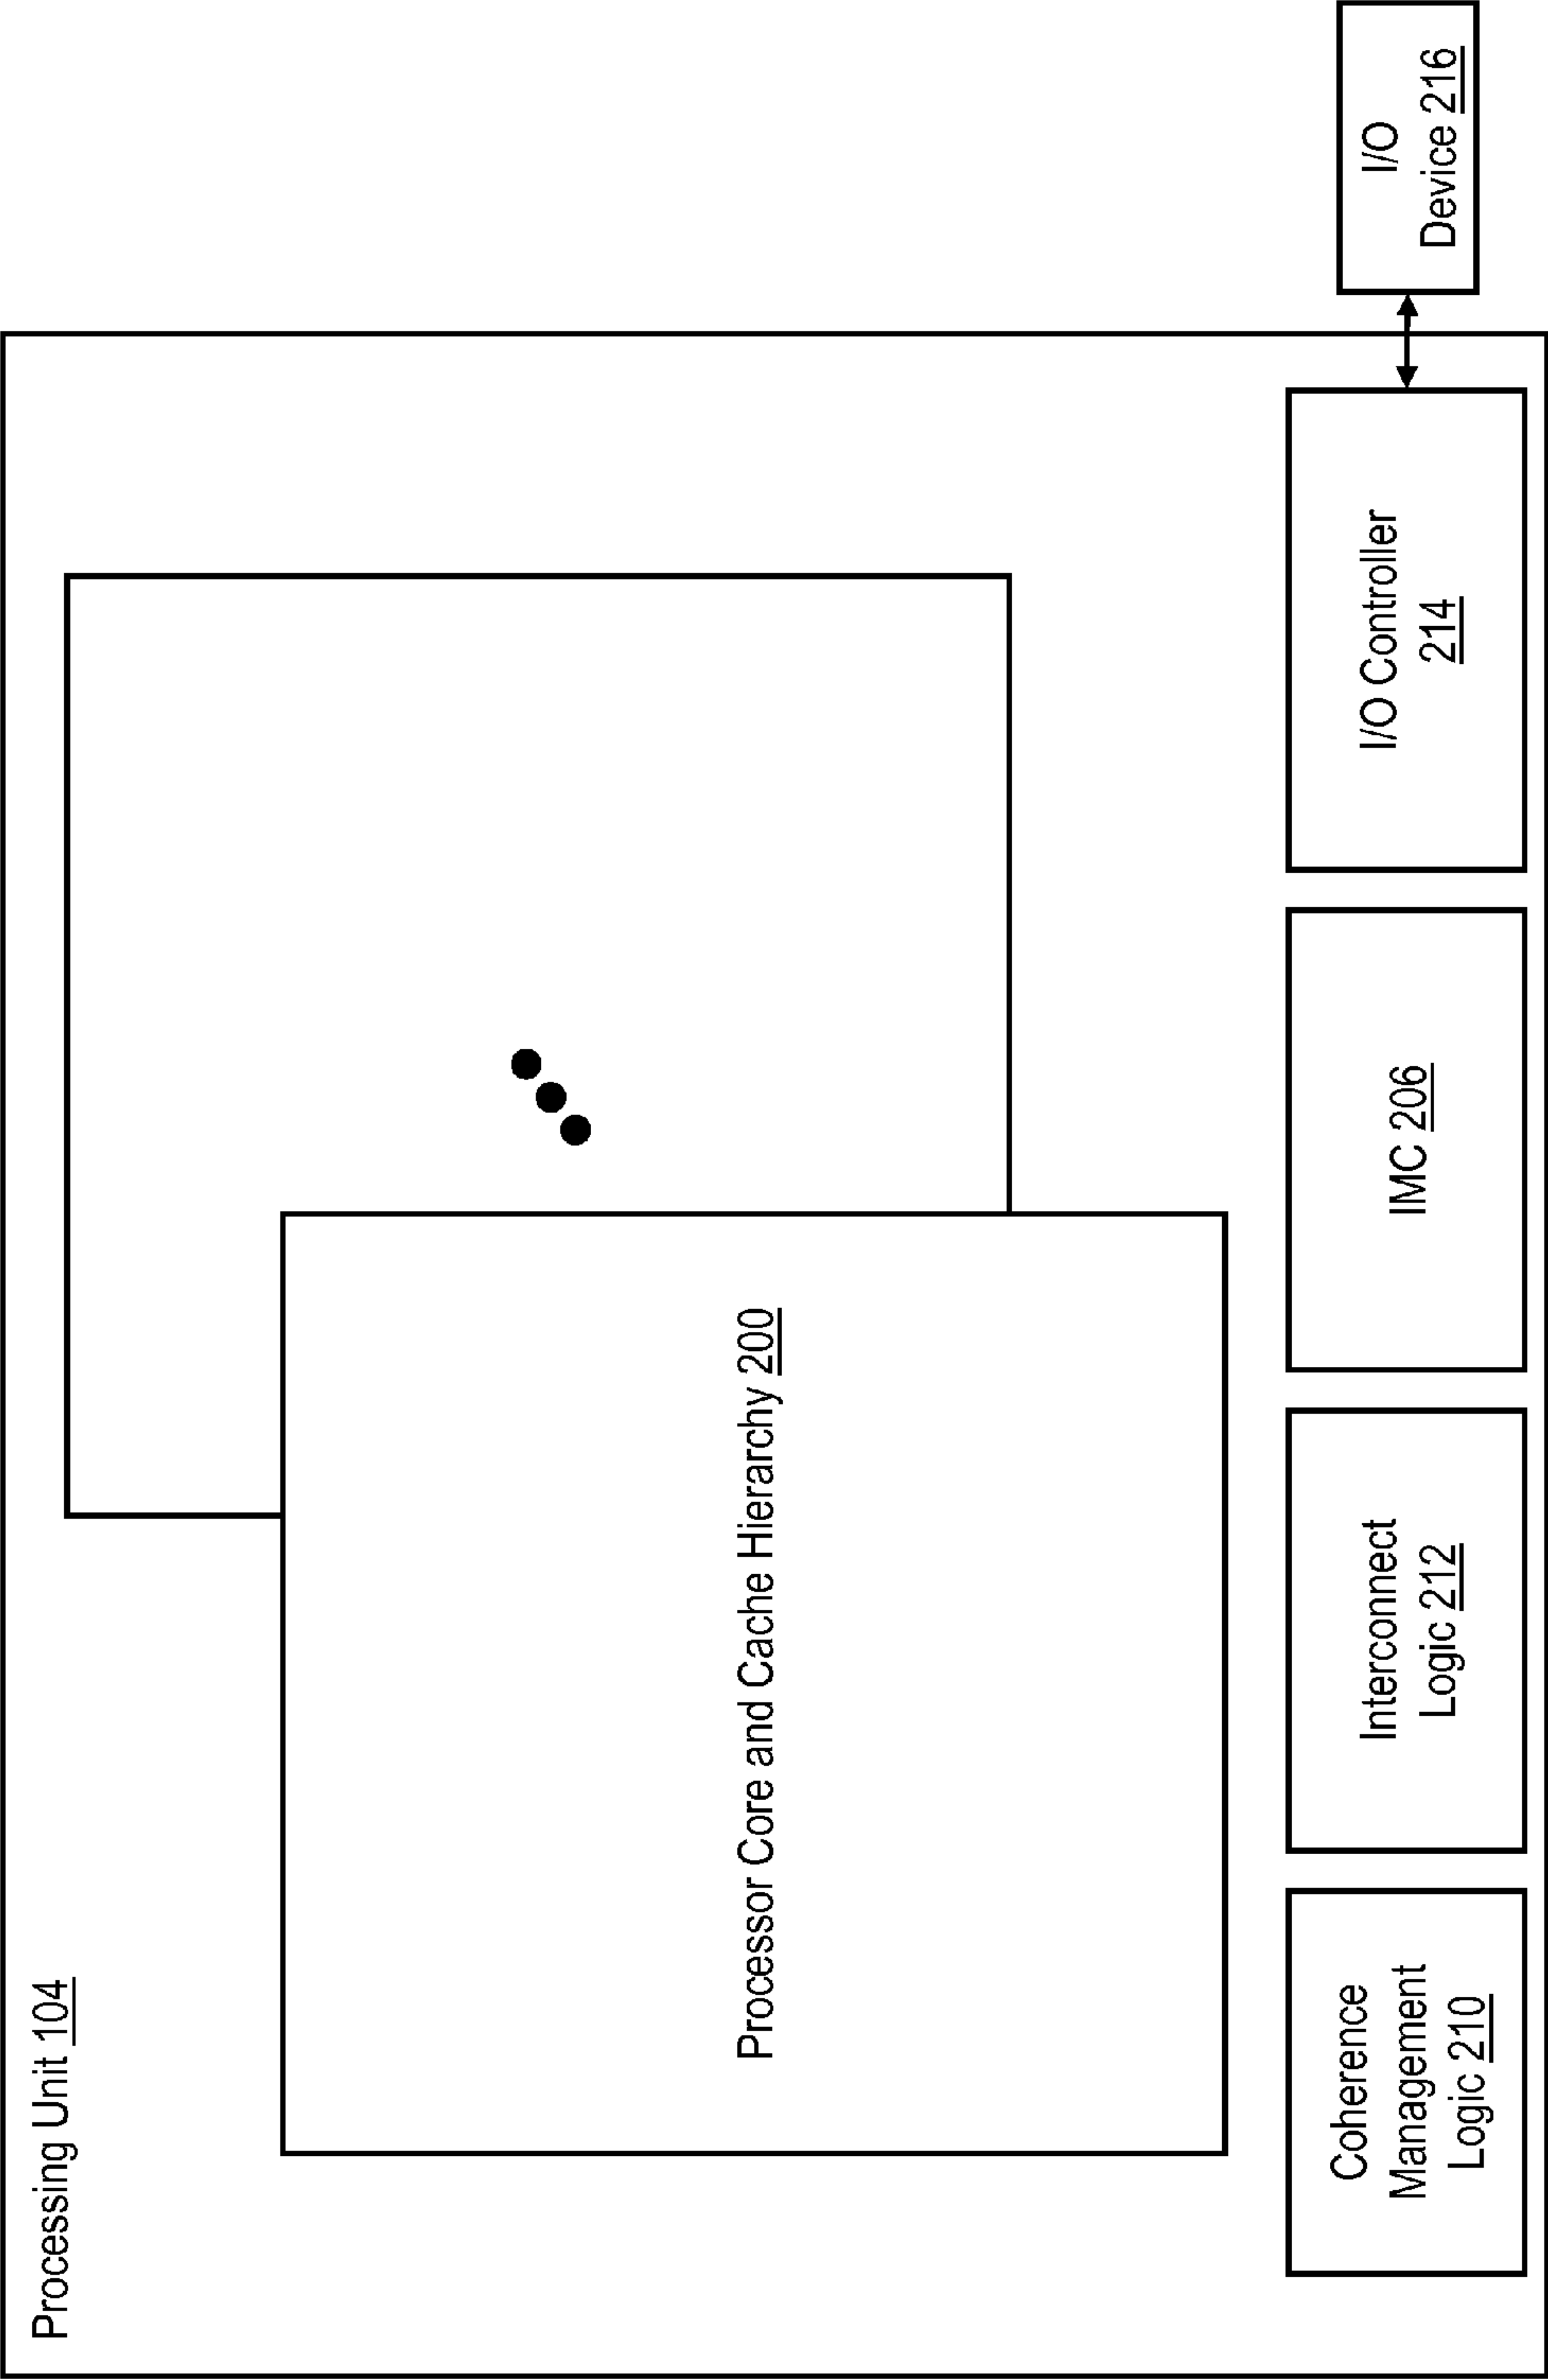 Processing Unit 104
Processor Core and Cache Hierarchy 200
Coherence
Management
Logic 210
Interconnect
Logic 212
IMC 206
I/O Controller
214
I/O
Device 216